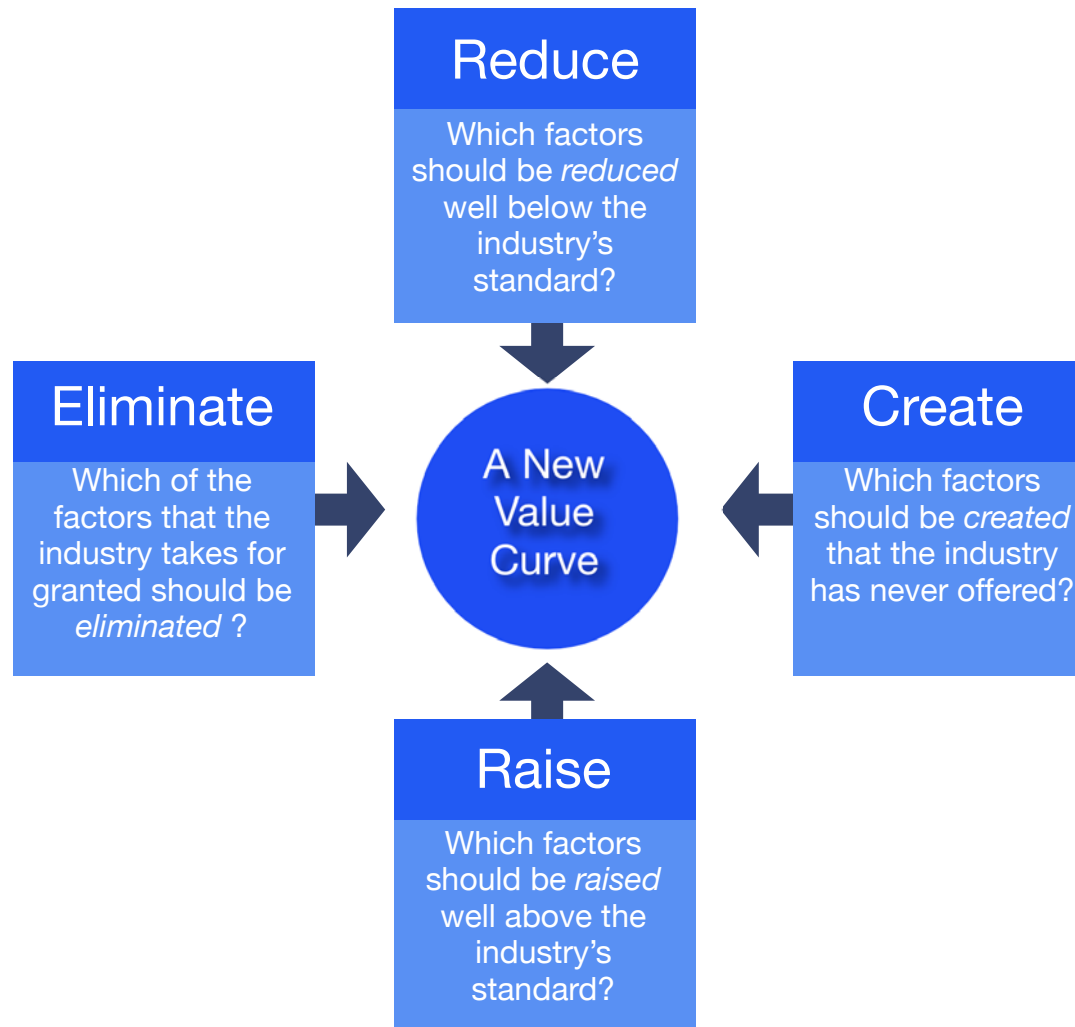 Reduce
Which factors
should be reduced
well below the
industry’s
standard?
Eliminate
Which of the
factors that the
industry takes for
granted should be
eliminated ?
A New
Value
Curve
Create
Which factors
should be created
that the industry
has never offered?
Raise
Which factors
should be raised
well above the
industry’s
standard?